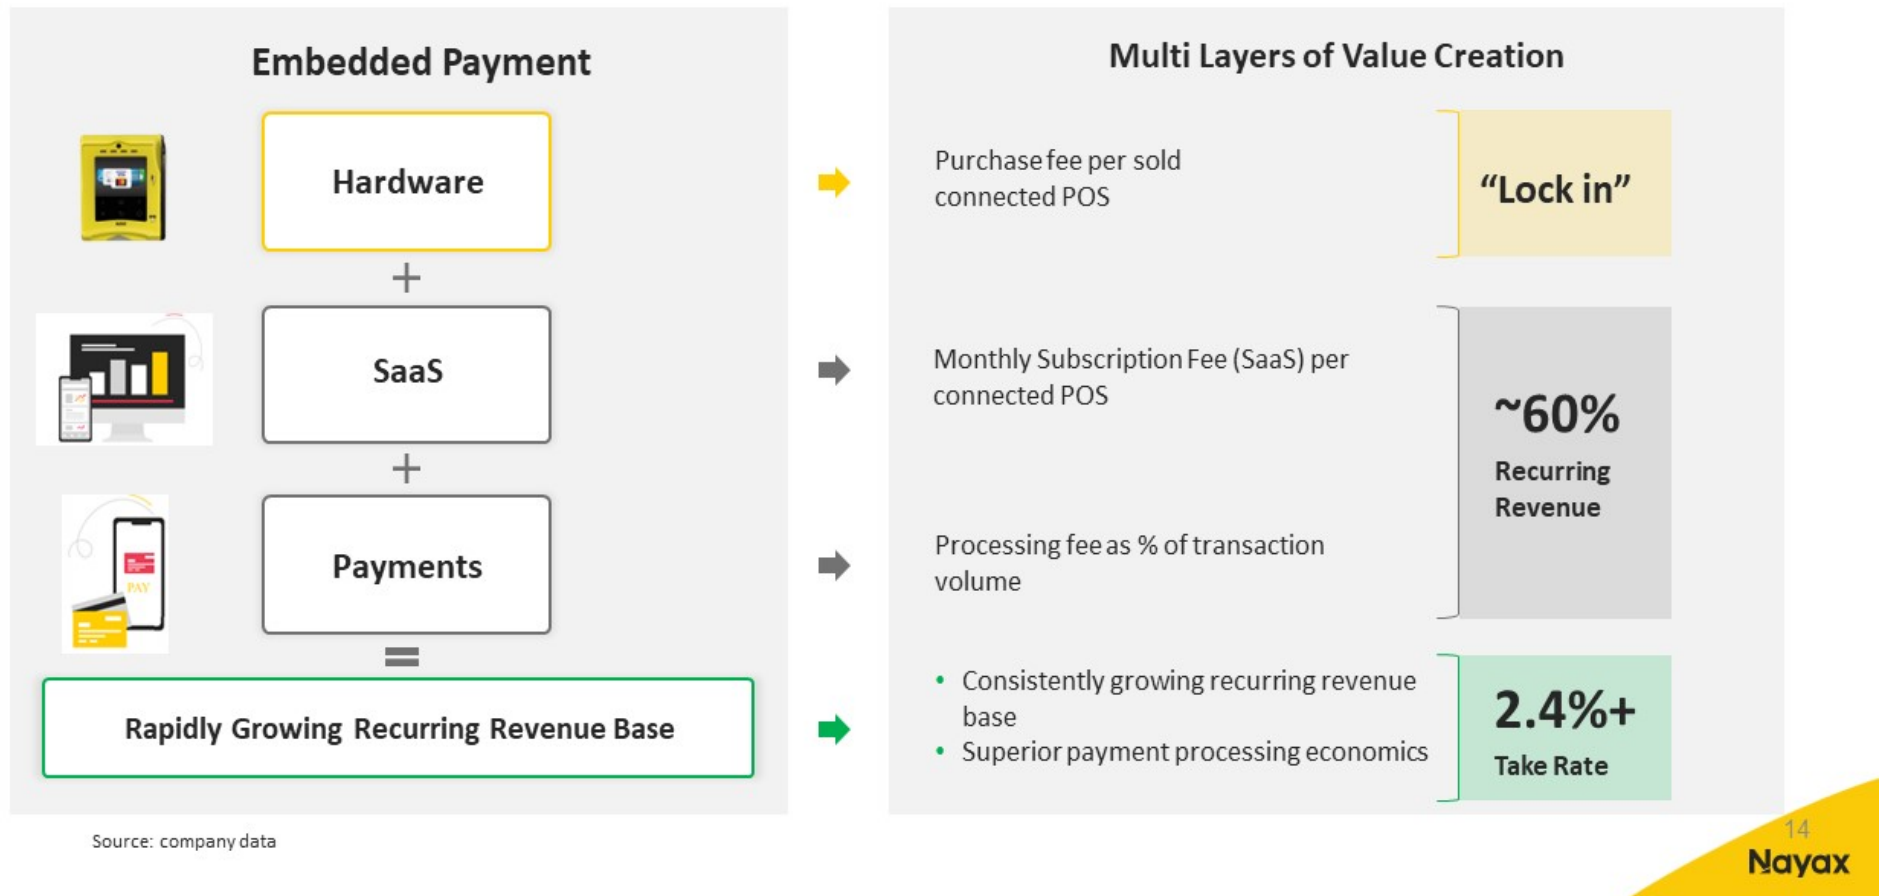 Embedded Payment
Hardware
+
SaaS
+
Payments
PAY
=
Rapidly Growing Recurring Revenue Base
Multi Layers of Value Creation
Purchase fee per sold
connected POS
“Lock in”
Monthly Subscription Fee (SaaS) per
connected POS
Processing fee as % of transaction
volume
~60%
Recurring
Revenue
• Consistently growing recurring revenue
base
• Superior payment processing economics
2.4%+
Take Rate
Source: company data
14
Nayax